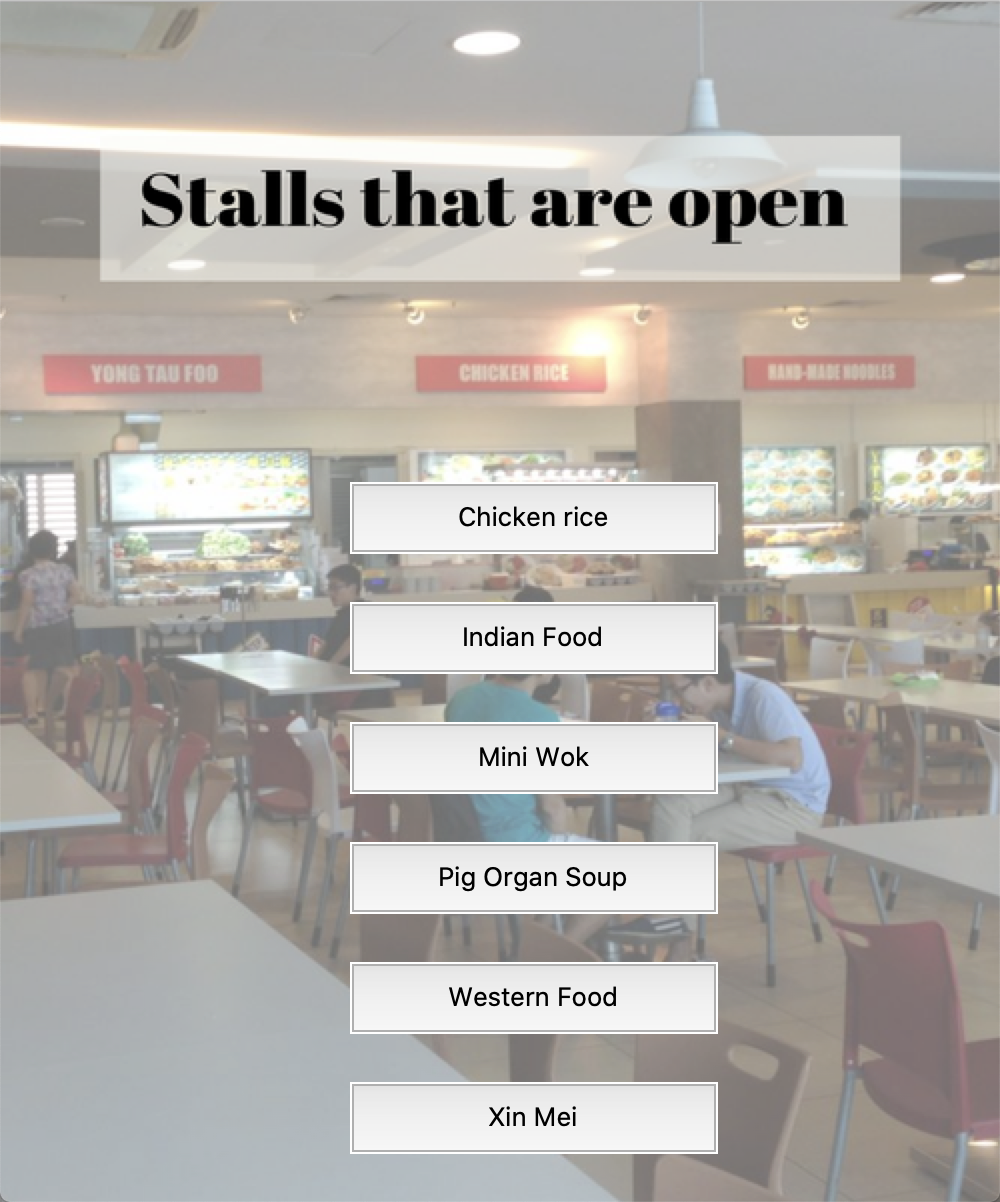 Stalls that are open
YONG TAU FOO
CHICKEN RICE
HAND-MADE NOODLES
Chicken rice
Indian Food
Mini Wok
Pig Organ Soup
Western Food
Xin Mei